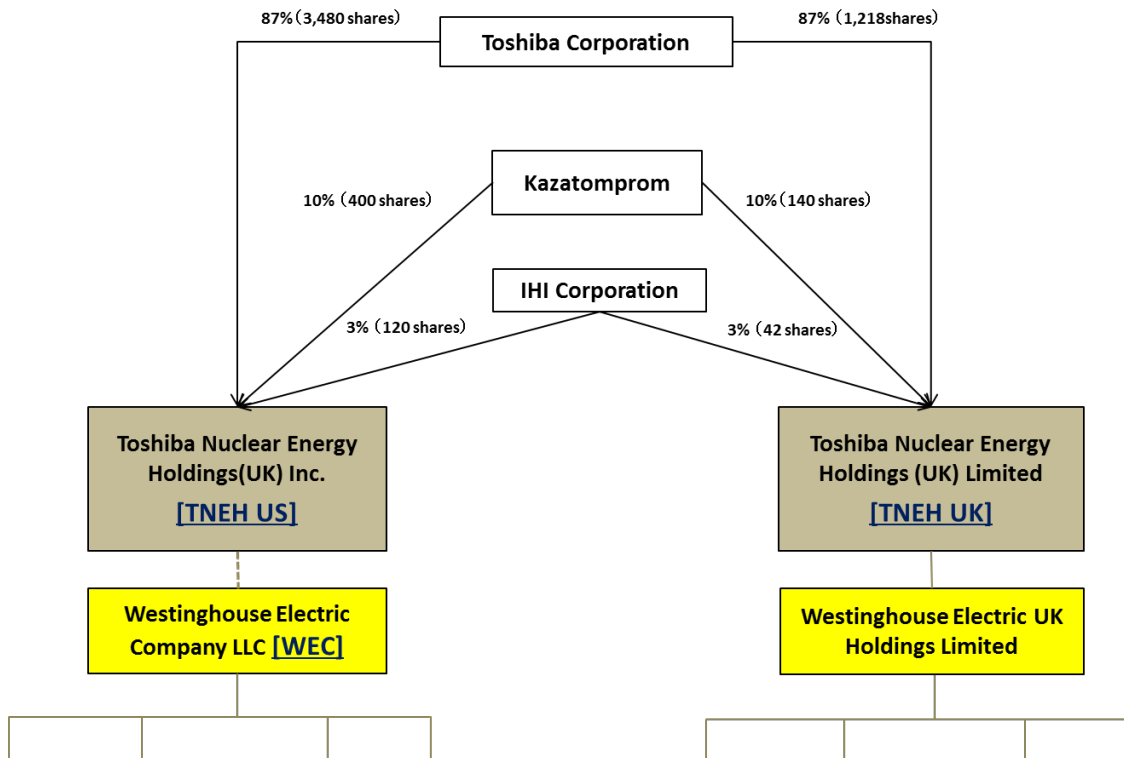 87%（3,480 shares）
87%（1,218shares）
Toshiba Corporation
Kazatomprom
10%（400 shares）
10%（140 shares）
IHI Corporation
3%（120 shares）
3%（42 shares）
Toshiba Nuclear Energy
Holdings(UK) Inc.
[TNEH US]
Toshiba Nuclear Energy
Holdings (UK) Limited
[TNEH UK]
Westinghouse Electric
Company LLC [WEC]
Westinghouse Electric UK
Holdings Limited